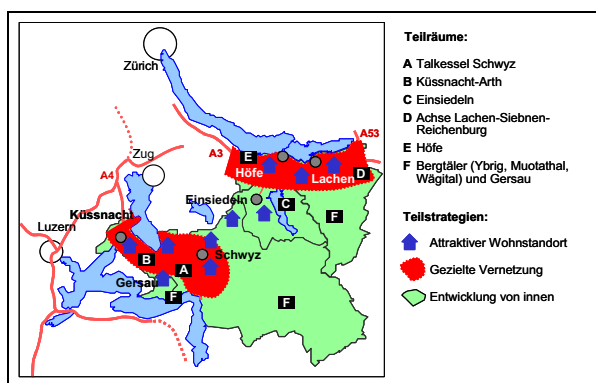 Zürich
A3
E
A53
Höfe
Lachen
D
Zug
A4
Einsiedeln
C
F
Küssnacht
Luzern
B
A
Schwyz
Gersau
F
F
Teilräume:
A Talkessel Schwyz
B Küssnacht-Arth
C Einsiedeln
D Achse Lachen-Siebnen-
Reichenburg
E Höfe
F Bergtäler (Ybrig, Muotathal,
Wägital) und Gersau
Teilstrategien:
Attraktiver Wohnstandort
Gezielte Vernetzung
Entwicklung von innen